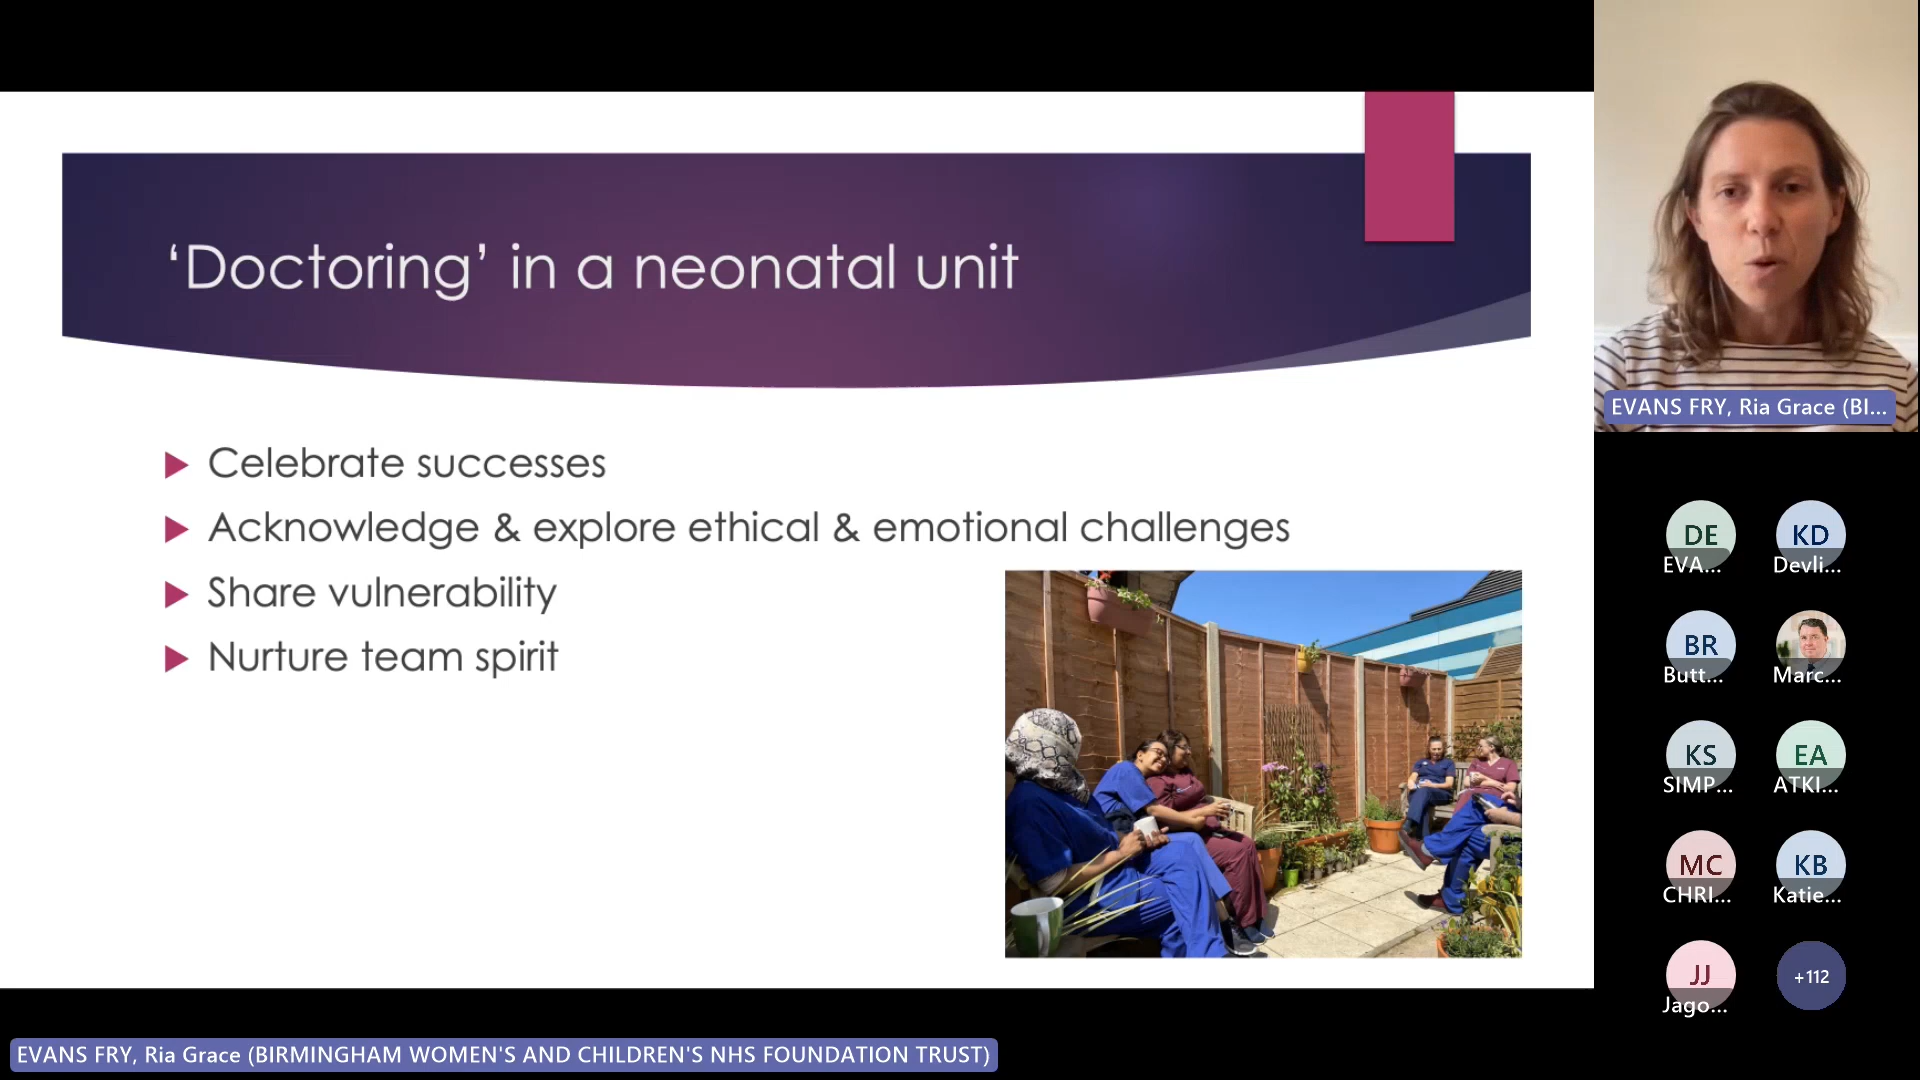 ‘Doctoring’ in a neonatal unit
Celebrate successes
Acknowledge & explore ethical & emotional challenges
Share vulnerability
Nurture team spirit
EVANS FRY, Ria Grace (BI...
DE
EVA...
KD
Devli...
BR
Butt...
Marc...
KS
SIMP...
EA
ATKI...
MC
CHRI...
KB
Katie...
JJ
Jago...
+112
EVANS FRY, Ria Grace (BIRMINGHAM WOMEN'S AND CHILDREN'S NHS FOUNDATION TRUST)